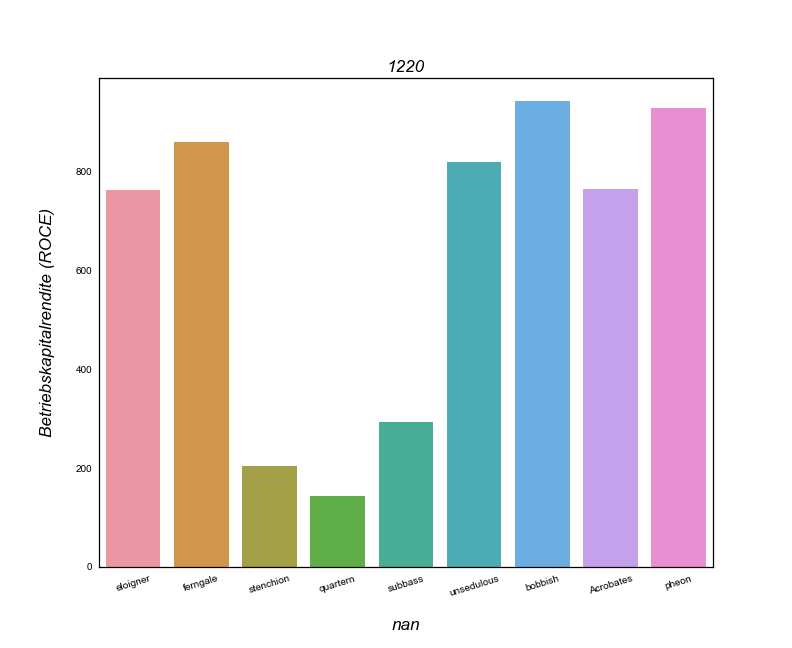 1220
Betriebskapitalrendite (ROCE)
800
600
400
200
0
eloigner
ferngale
stenchion
quartern
subbass
unsedulous
bobbish
Acrobates
pheon
nan